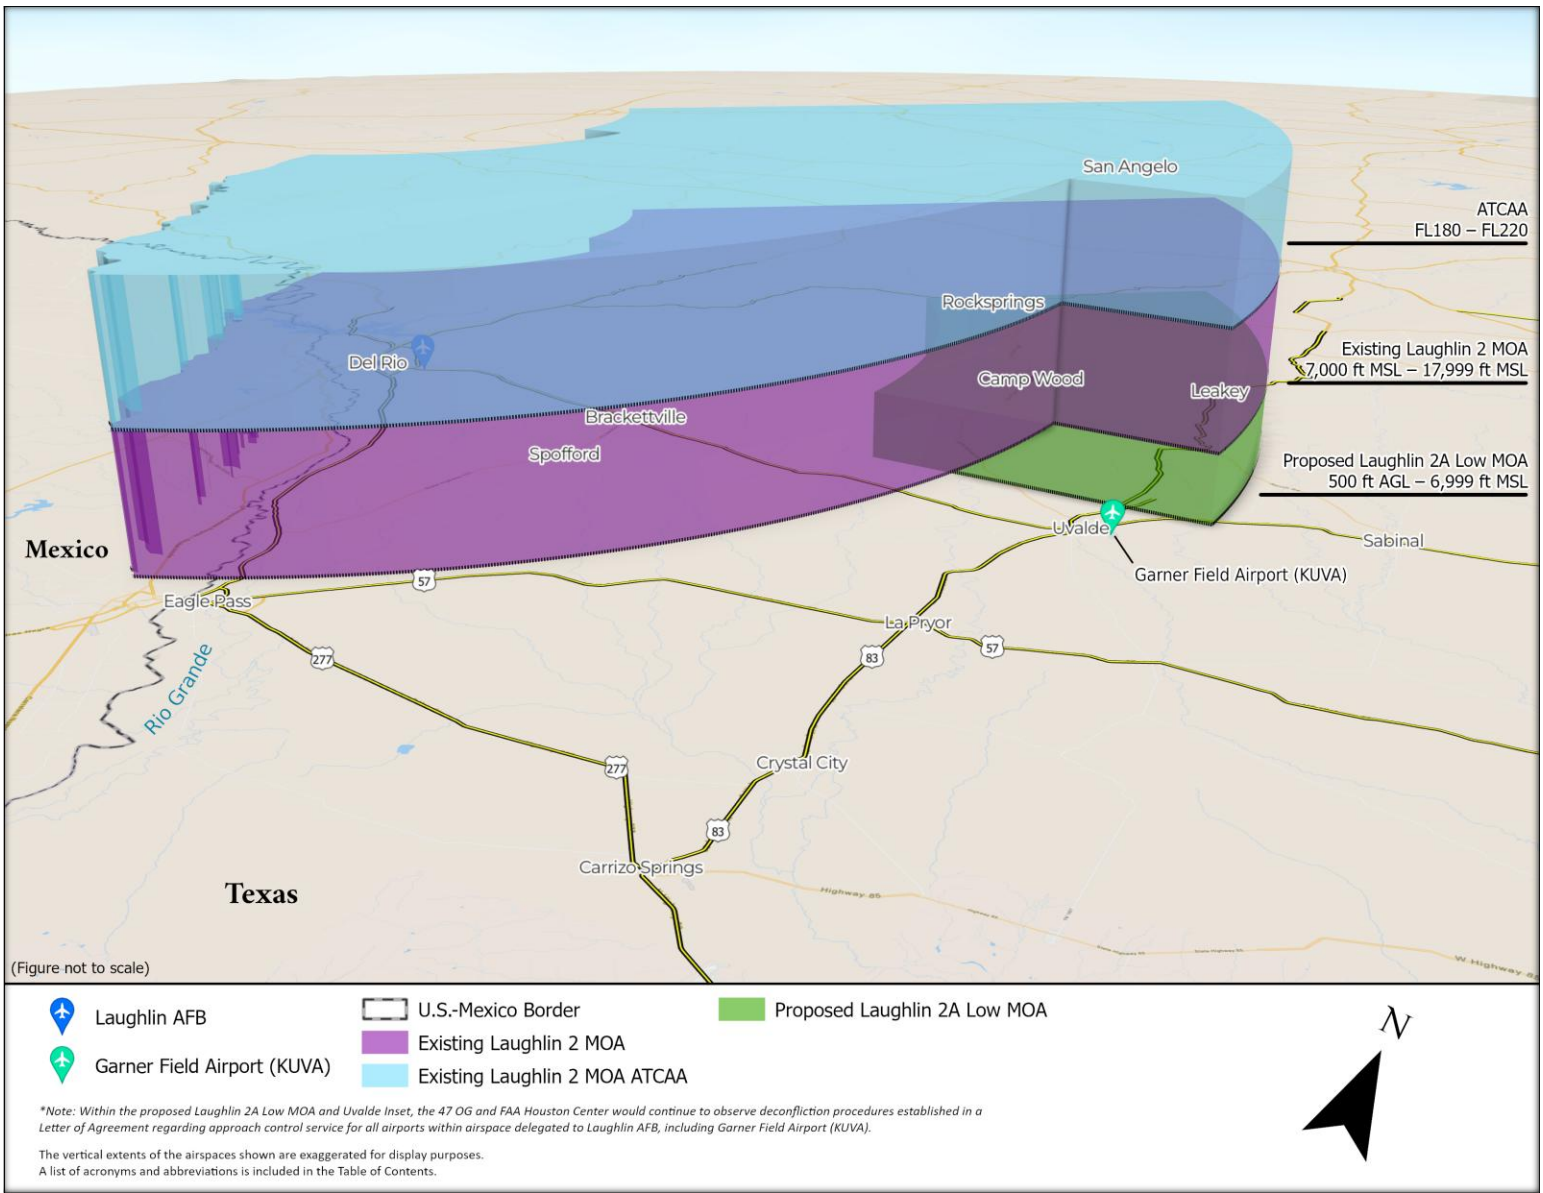 San Angelo
ATCAA
FL180 – FL220
Rocksprings
Existing Laughlin 2 MOA
7,000 ft MSL – 17,999 ft MSL
Del Rio
Camp Wood
Leakey
Brackettville
Spofford
Proposed Laughlin 2A Low MOA
500 ft AGL – 6,999 ft MSL
Uvalde
Sabinal
Mexico
Garner Field Airport (KUVA)
57
Eagle Pass
La Pryor
57
277
83
Rio Grande
Crystal City
277
83
Carrizo Springs
Texas
Highway 85
W Highway 85
(Figure not to scale)
Laughlin AFB
Garner Field Airport (KUVA)
U.S.-Mexico Border
Existing Laughlin 2 MOA
Existing Laughlin 2 MOA ATCAA
Proposed Laughlin 2A Low MOA
N
*Note: Within the proposed Laughlin 2A Low MOA and Uvalde Inset, the 47 OG and FAA Houston Center would continue to observe deconfliction procedures established in a
Letter of Agreement regarding approach control service for all airports within airspace delegated to Laughlin AFB, including Garner Field Airport (KUVA).
The vertical extents of the airspaces shown are exaggerated for display purposes.
A list of acronyms and abbreviations is included in the Table of Contents.